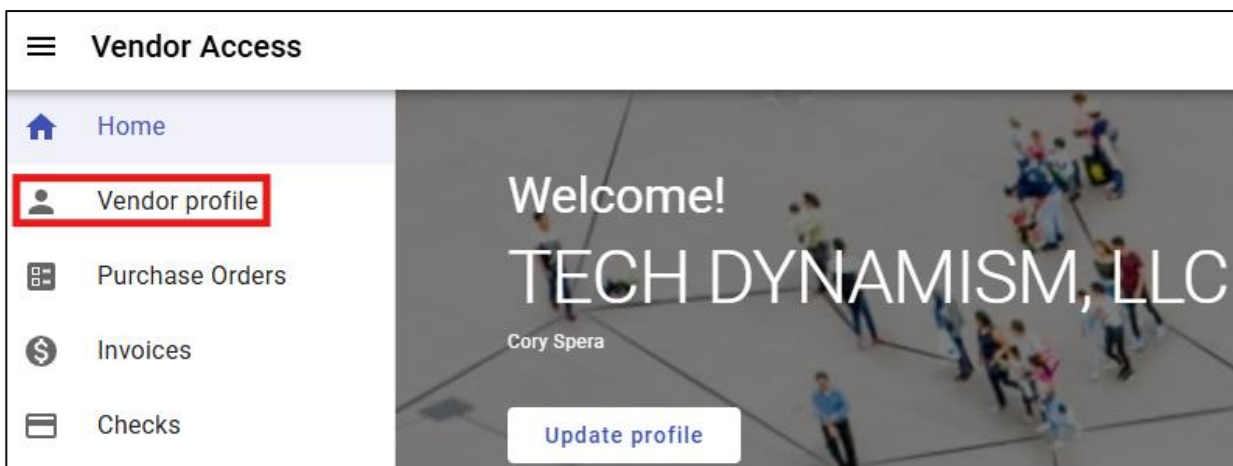 Vendor Access
Home
Vendor profile
Purchase Orders
Invoices
Checks
Welcome!
TECH DYNAMISM, LLC
Cory Spera
Update profile